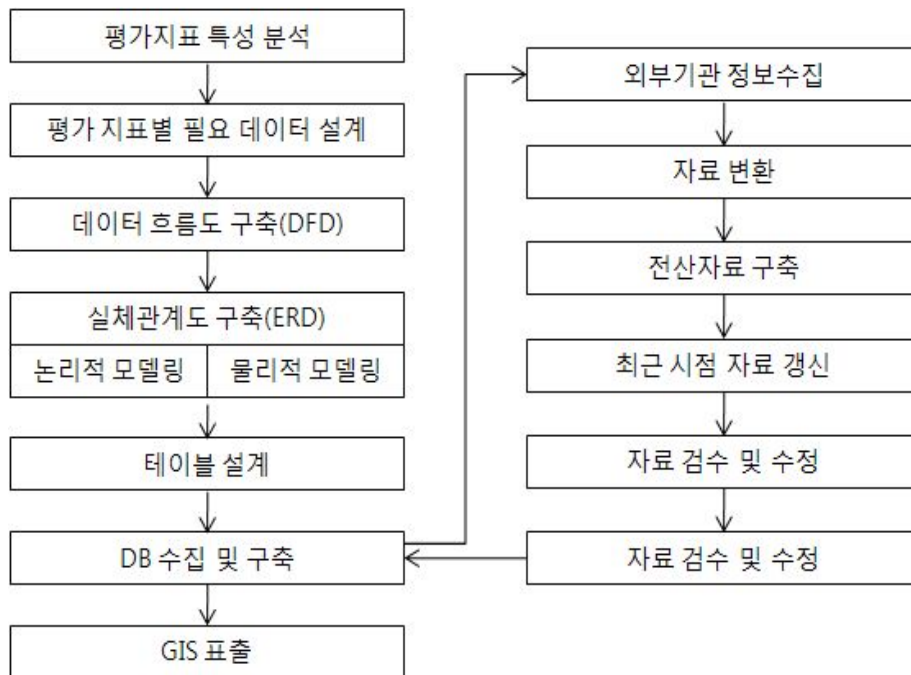 평가지표 특성 분석
평가 지표별 필요 데이터 설계
데이터 흐름도 구축(DFD)
실체관계도 구축(ERD)
논리적 모델링
물리적 모델링
테이블 설계
DB 수집 및 구축
GIS 표출
외부기관 정보수집
자료 변환
전산자료 구축
최근 시점 자료 갱신
자료 검수 및 수정
자료 검수 및 수정